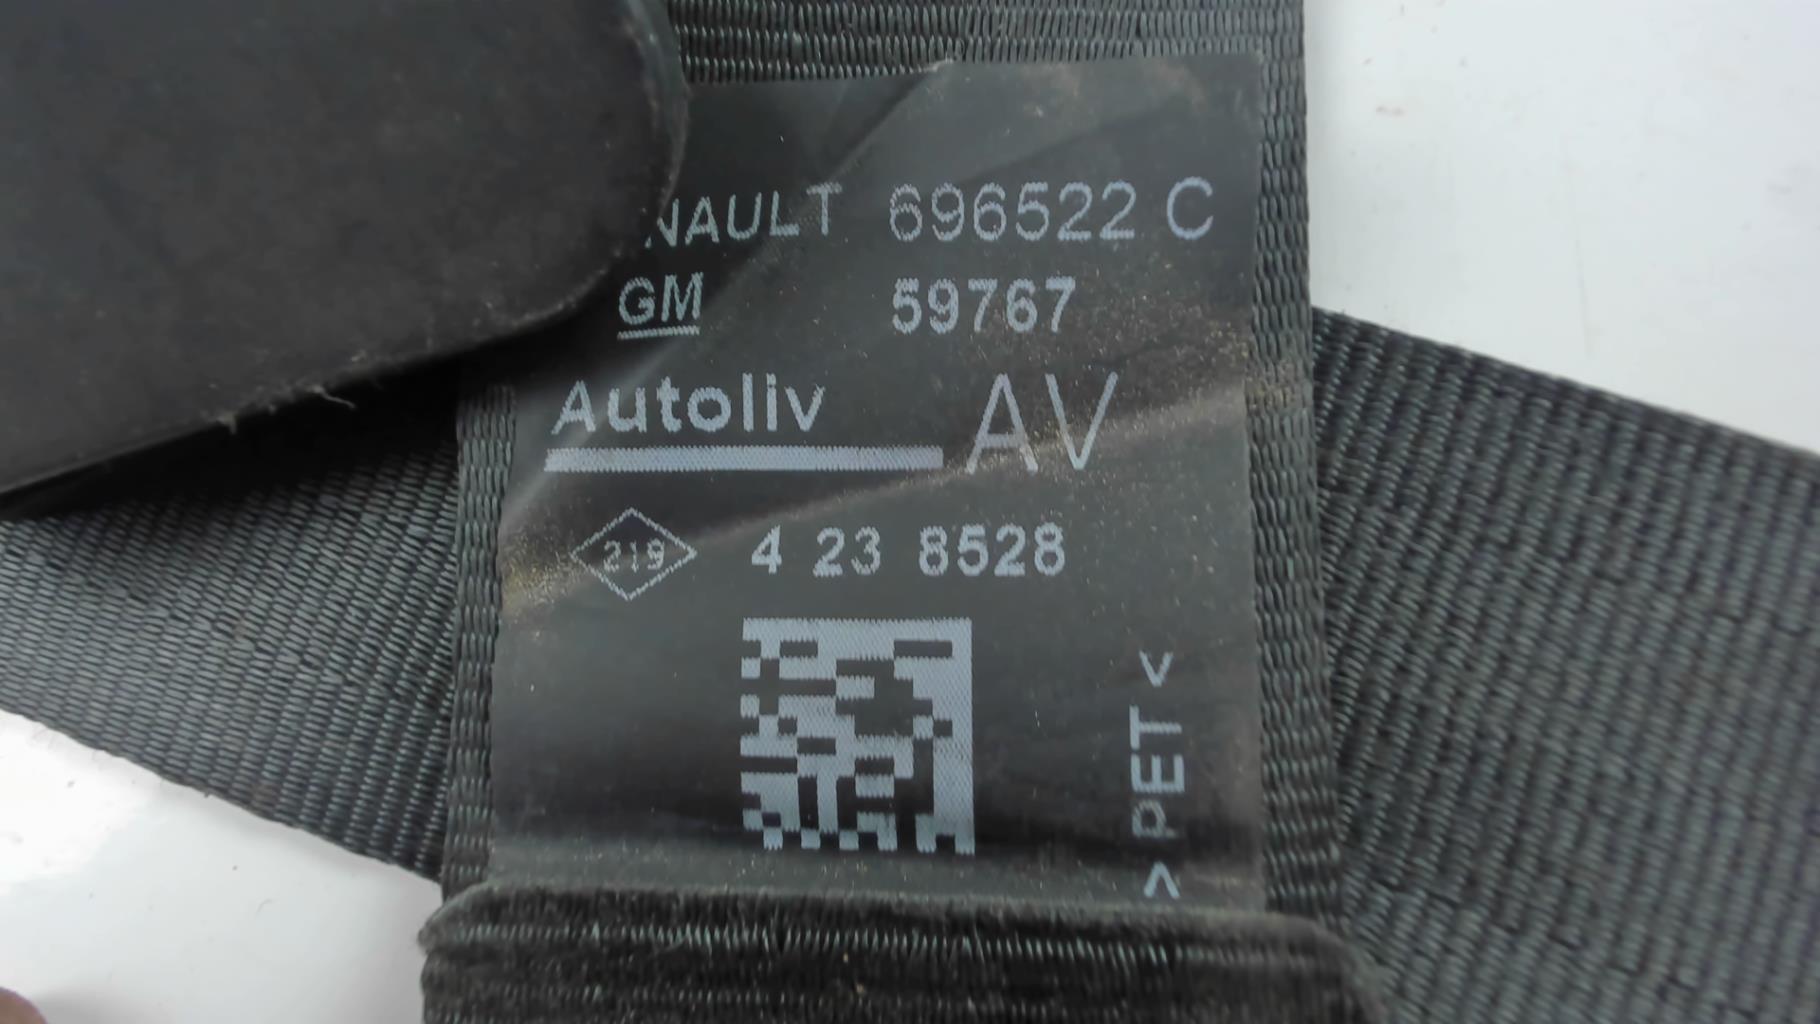 NAULT 696522 C
GM 59767
Autoliv AV
219 4 23 8528
>PET<